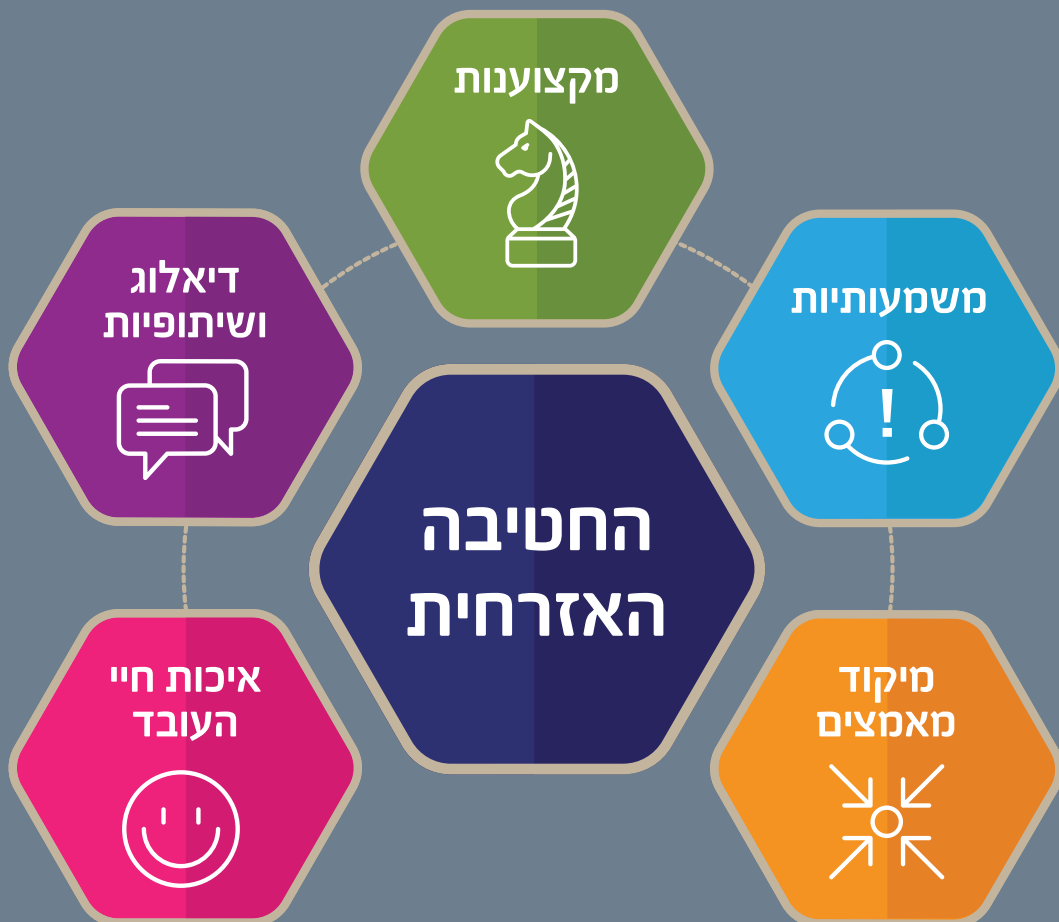 מקצוענות
משמעותיות
דיאלוג
ושיתופיות
החטיבה
האזרחית
מיקוד
מאמצים
איכות חיי
העובד